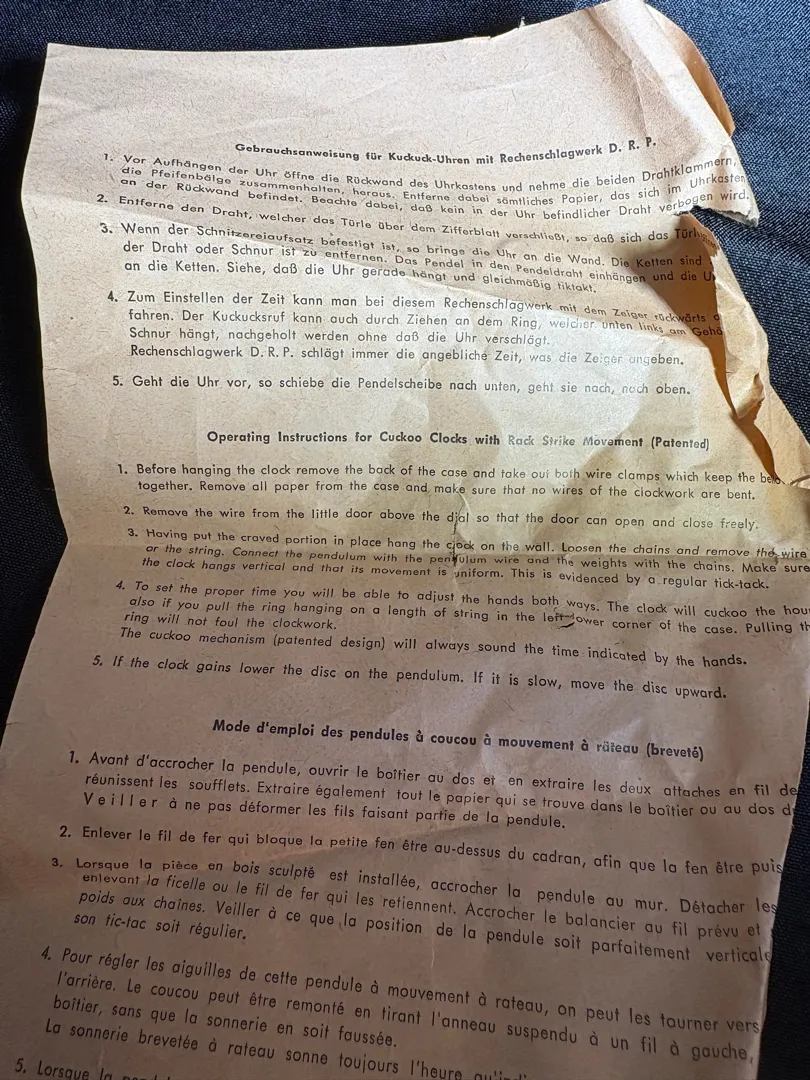 Gebrauchsanweisung für Kuckuck-Uhren mit Rechenschlagwerk D. R. P.
1. Vor Aufhängen der Uhr öffne die Rückwand des Uhrkastens und nehme die beiden Drahtklammern,
die Pfeifenbälge zusammenhalten, heraus. Entferne dabei sämtliches Papier, das sich im Uhrkasten
an der Rückwand befindet. Beachte dabei, daß kein in der Uhr befindlicher Draht verbogen wird.
2. Entferne den Draht, welcher das Türle über dem Zifferblatt verschließt, so daß sich das
3. Wenn der Schnitzereiaufsatz befestigt ist, so bringe die Uhr an die Wand. Die Ketten sind
der Draht oder Schnur ist zu entfernen. Das Pendel in den Pendeldraht einhängen und die
an die Ketten. Siehe, daß die Uhr gerade hängt und gleichmäßig tiktakt.
4. Zum Einstellen der Zeit kann man bei diesem Rechenschlagwerk mit dem Zeiger rückwärts
fahren. Der Kuckucksruf kann auch durch Ziehen an dem Ring, welcher unten links am
Schnur hängt, nachgeholt werden ohne daß die Uhr verschlägt.
Rechenschlagwerk D. R. P. schlägt immer die angebliche Zeit, was die Zeiger angeben.
5. Geht die Uhr vor, so schiebe die Pendelscheibe nach unten, geht sie nach, nach oben.
Operating Instructions for Cuckoo Clocks with Rack Strike Movement (Patented)
1. Before hanging the clock remove the back of the case and take out both wire clamps which keep the
together. Remove all paper from the case and make sure that no wires of the clockwork are bent.
2. Remove the wire from the little door above the dial so that the door can open and close freely.
3. Having put the craved portion in place hang the clock on the wall. Loosen the chains and remove the wire
or the string. Connect the pendulum with the pendulum wire and the weights with the chains. Make sure
the clock hangs vertical and that its movement is uniform. This is evidenced by a regular tick-tack.
4. To set the proper time you will be able to adjust the hands both ways. The clock will cuckoo the
also if you pull the ring hanging on a length of string in the left lower corner of the case. Pulling
ring will not foul the clockwork.
The cuckoo mechanism (patented design) will always sound the time indicated by the hands.
5. If the clock gains lower the disc on the pendulum. If it is slow, move the disc upward.
Mode d'emploi des pendules à coucou à mouvement à râteau (breveté)
1. Avant d'accrocher la pendule, ouvrir le boîtier au dos et en extraire les deux attaches en fil de
réunissent les soufflets. Extraire également tout le papier qui se trouve dans le boîtier ou au dos
Veiller à ne pas déformer les fils faisant partie de la pendule.
2. Enlever le fil de fer qui bloque la petite fen être au-dessus du cadran, afin que la fen être
3. Lorsque la pièce en bois sculpté est installée, accrocher la pendule au mur. Détacher les
enlevant la ficelle ou le fil de fer qui les retiennent. Accrocher le balancier au fil prévu et
poids aux chaînes. Veiller à ce que la position de la pendule soit parfaitement verticale
son tic-tac soit régulier.
4. Pour régler les aiguilles de cette pendule à mouvement à rateau, on peut les tourner vers
l'arrière. Le coucou peut être remonté en tirant l'anneau suspendu à un fil à gauche,
boîtier, sans que la sonnerie en soit faussée.
La sonnerie brevetée à rateau sonne toujours l'heure
5. Lorsque la